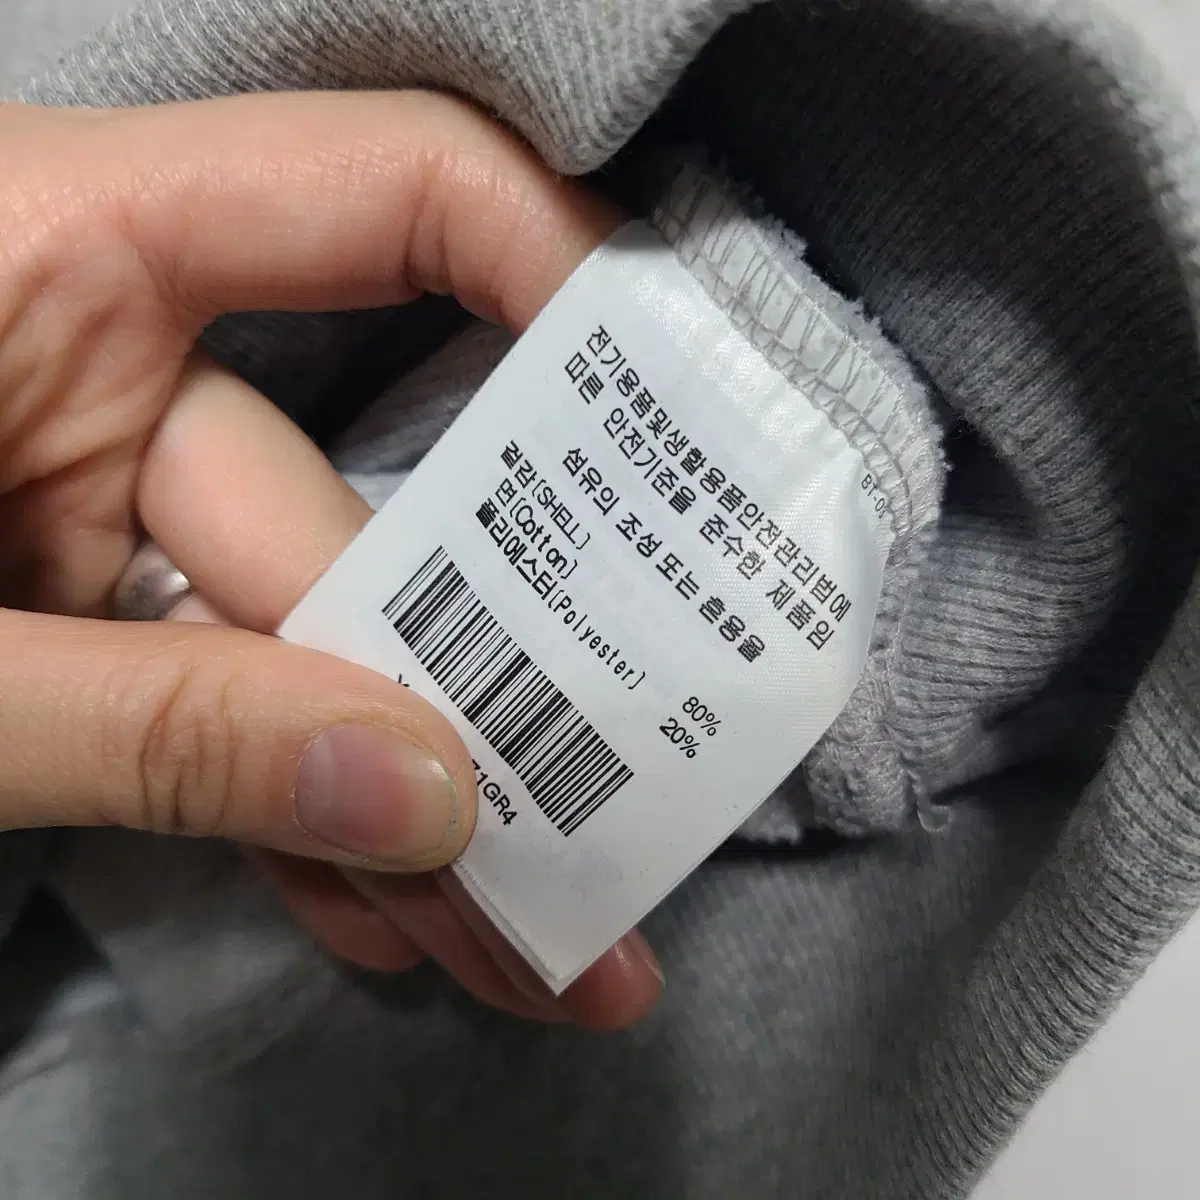 전기용품및생활용품안전관리법에
따른 안전기준을 준수한 제품임
섬유의 조성 또는 혼용율
겉감(SHELL)
면(Cotton) 80%
폴리에스터(Polyester) 20%
Z1GR4